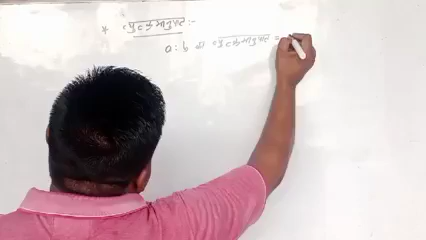 * व्युत्क्रमानुपात :-
a : b का व्युत्क्रमानुपात =